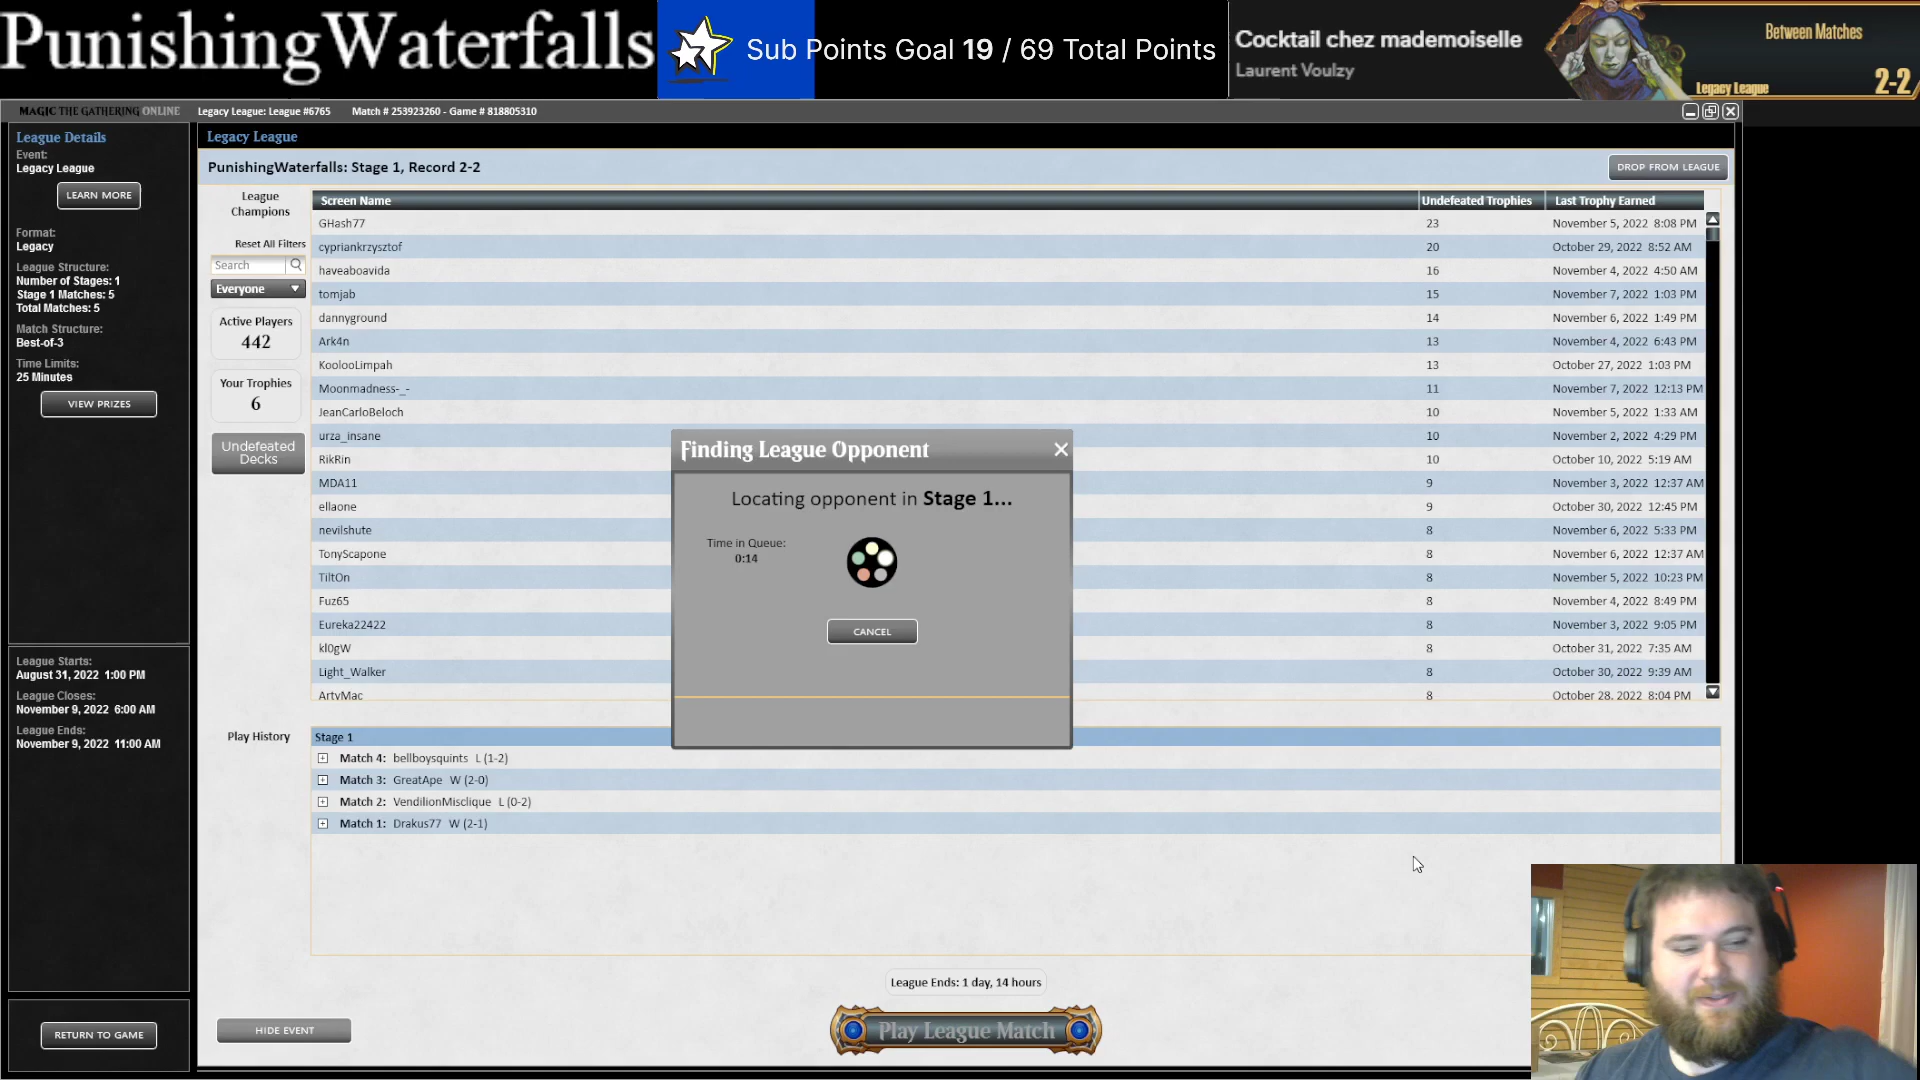 PunishingWaterfalls
Sub Points Goal 19 / 69 Total Points
Cocktail chez mademoiselle
Laurent Voulzy
Between Matches
Legacy League
2-2
MAGIC THE GATHERING ONLINE
Legacy League: League #6765
Match # 253923260 - Game # 818805310
League Details
Event:
Legacy League
LEARN MORE
Format:
Legacy
League Structure:
Number of Stages: 1
Stage 1 Matches: 5
Total Matches: 5
Match Structure:
Best-of-3
Time Limits:
25 Minutes
VIEW PRIZES
League Starts:
August 31, 2022 1:00 PM
League Closes:
November 9, 2022 6:00 AM
League Ends:
November 9, 2022 11:00 AM
RETURN TO GAME
Legacy League
PunishingWaterfalls: Stage 1, Record 2-2
DROP FROM LEAGUE
League
Champions
Reset All Filters
Search
Everyone
Active Players
442
Your Trophies
6
Undefeated
Decks
Screen Name Undefeated Trophies Last Trophy Earned
GHash77 23 November 5, 2022 8:08 PM
cypriankrzysztof 20 October 29, 2022 8:52 AM
haveaboavida 16 November 4, 2022 4:50 AM
tomjab 15 November 7, 2022 1:03 PM
dannyground 14 November 6, 2022 1:49 PM
Ark4n 13 November 4, 2022 6:43 PM
KoolooLimpah 13 October 27, 2022 1:03 PM
Moonmadness-_- 11 November 7, 2022 12:13 PM
JeanCarloBeloch 10 November 5, 2022 1:33 AM
urza_insane 10 November 2, 2022 4:29 PM
RikRin 10 October 10, 2022 5:19 AM
MDA11 9 November 3, 2022 12:37 AM
ellaone 9 October 30, 2022 12:45 PM
nevilshute 8 November 6, 2022 5:33 PM
TonyScapone 8 November 6, 2022 12:37 AM
TiltOn 8 November 5, 2022 10:23 PM
Fuz65 8 November 4, 2022 8:49 PM
Eureka22422 8 November 3, 2022 9:05 PM
kl0gW 8 October 31, 2022 7:35 AM
Light_Walker 8 October 30, 2022 9:39 AM
ArtyMac 8 October 28, 2022 8:04 PM
Finding League Opponent
Locating opponent in Stage 1...
Time in Queue:
0:14
CANCEL
Play History
Stage 1
Match 4: bellboysquints L (1-2)
Match 3: GreatApe W (2-0)
Match 2: VendilionMisclique L (0-2)
Match 1: Drakus77 W (2-1)
League Ends: 1 day, 14 hours
HIDE EVENT
Play League Match